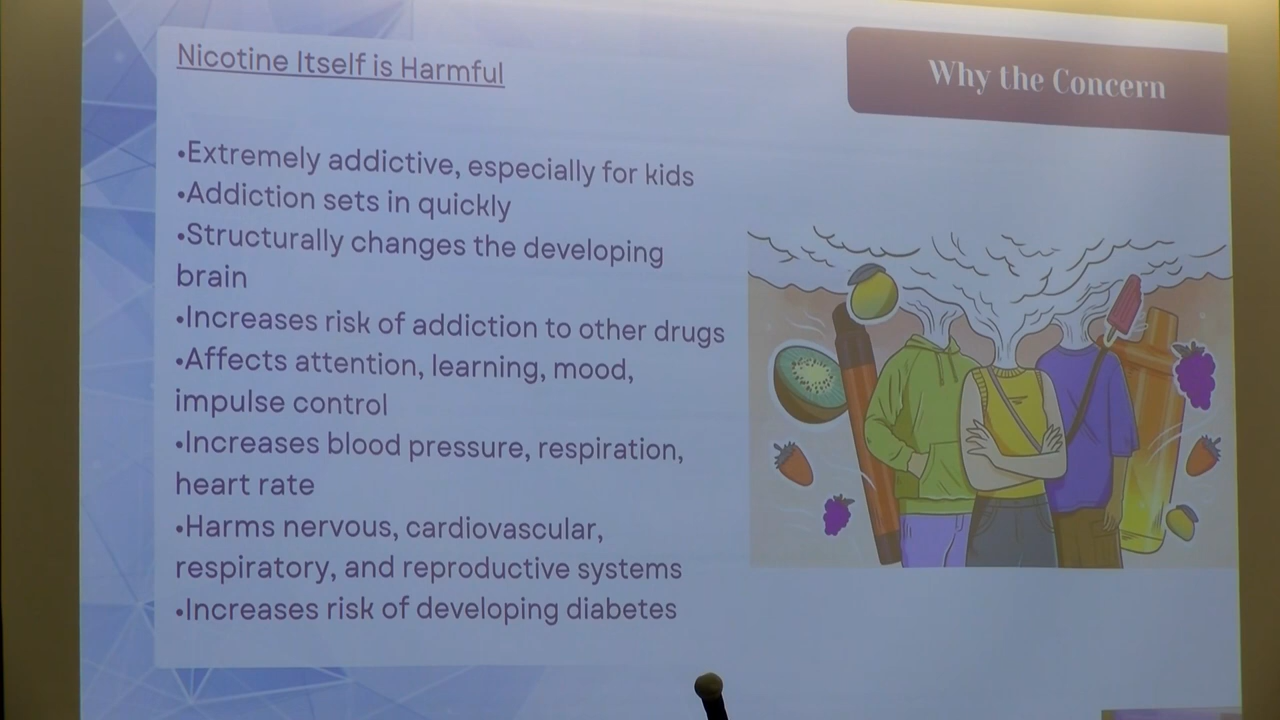 Nicotine Itself is Harmful
Why the Concern
•Extremely addictive, especially for kids
•Addiction sets in quickly
•Structurally changes the developing
brain
•Increases risk of addiction to other drugs
•Affects attention, learning, mood,
impulse control
•Increases blood pressure, respiration,
heart rate
•Harms nervous, cardiovascular,
respiratory, and reproductive systems
•Increases risk of developing diabetes